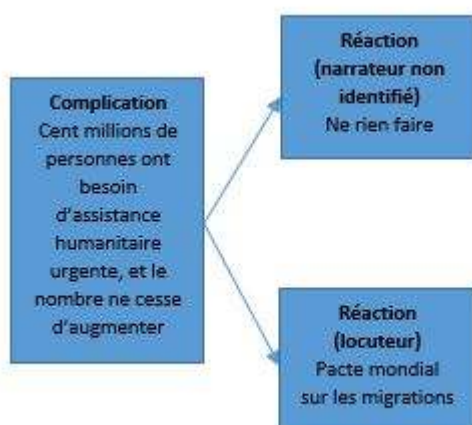 Complication
Cent millions de
personnes ont
besoin
d'assistance
humanitaire
urgente, et le
nombre ne cesse
d'augmenter
Réaction
(narrateur non
identifié)
Ne rien faire
Réaction
(locuteur)
Pacte mondial
sur les migrations